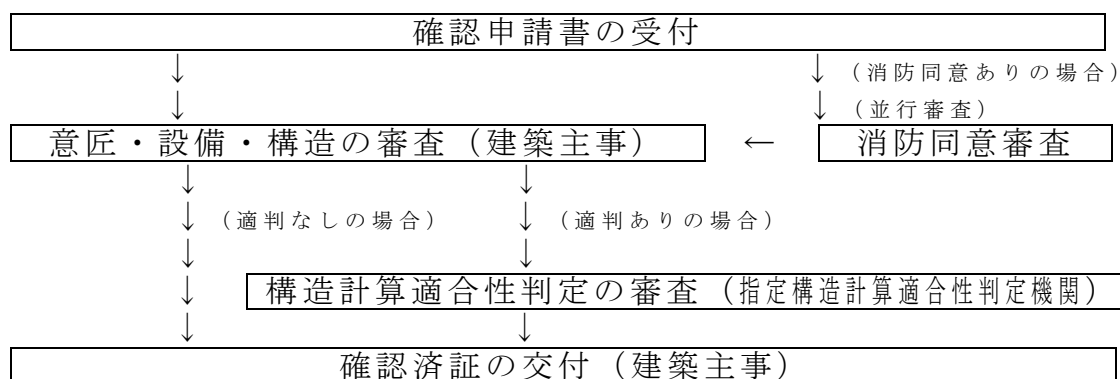 確認申請書の受付
↓ ↓ (消防同意ありの場合)
↓ ↓ (並行審査)
意匠・設備・構造の審査(建築主事) ← 消防同意審査
↓ ↓
↓ (適判なしの場合) ↓ (適判ありの場合)
↓ ↓
↓ 構造計算適合性判定の審査(指定構造計算適合性判定機関)
↓ ↓
確認済証の交付(建築主事)